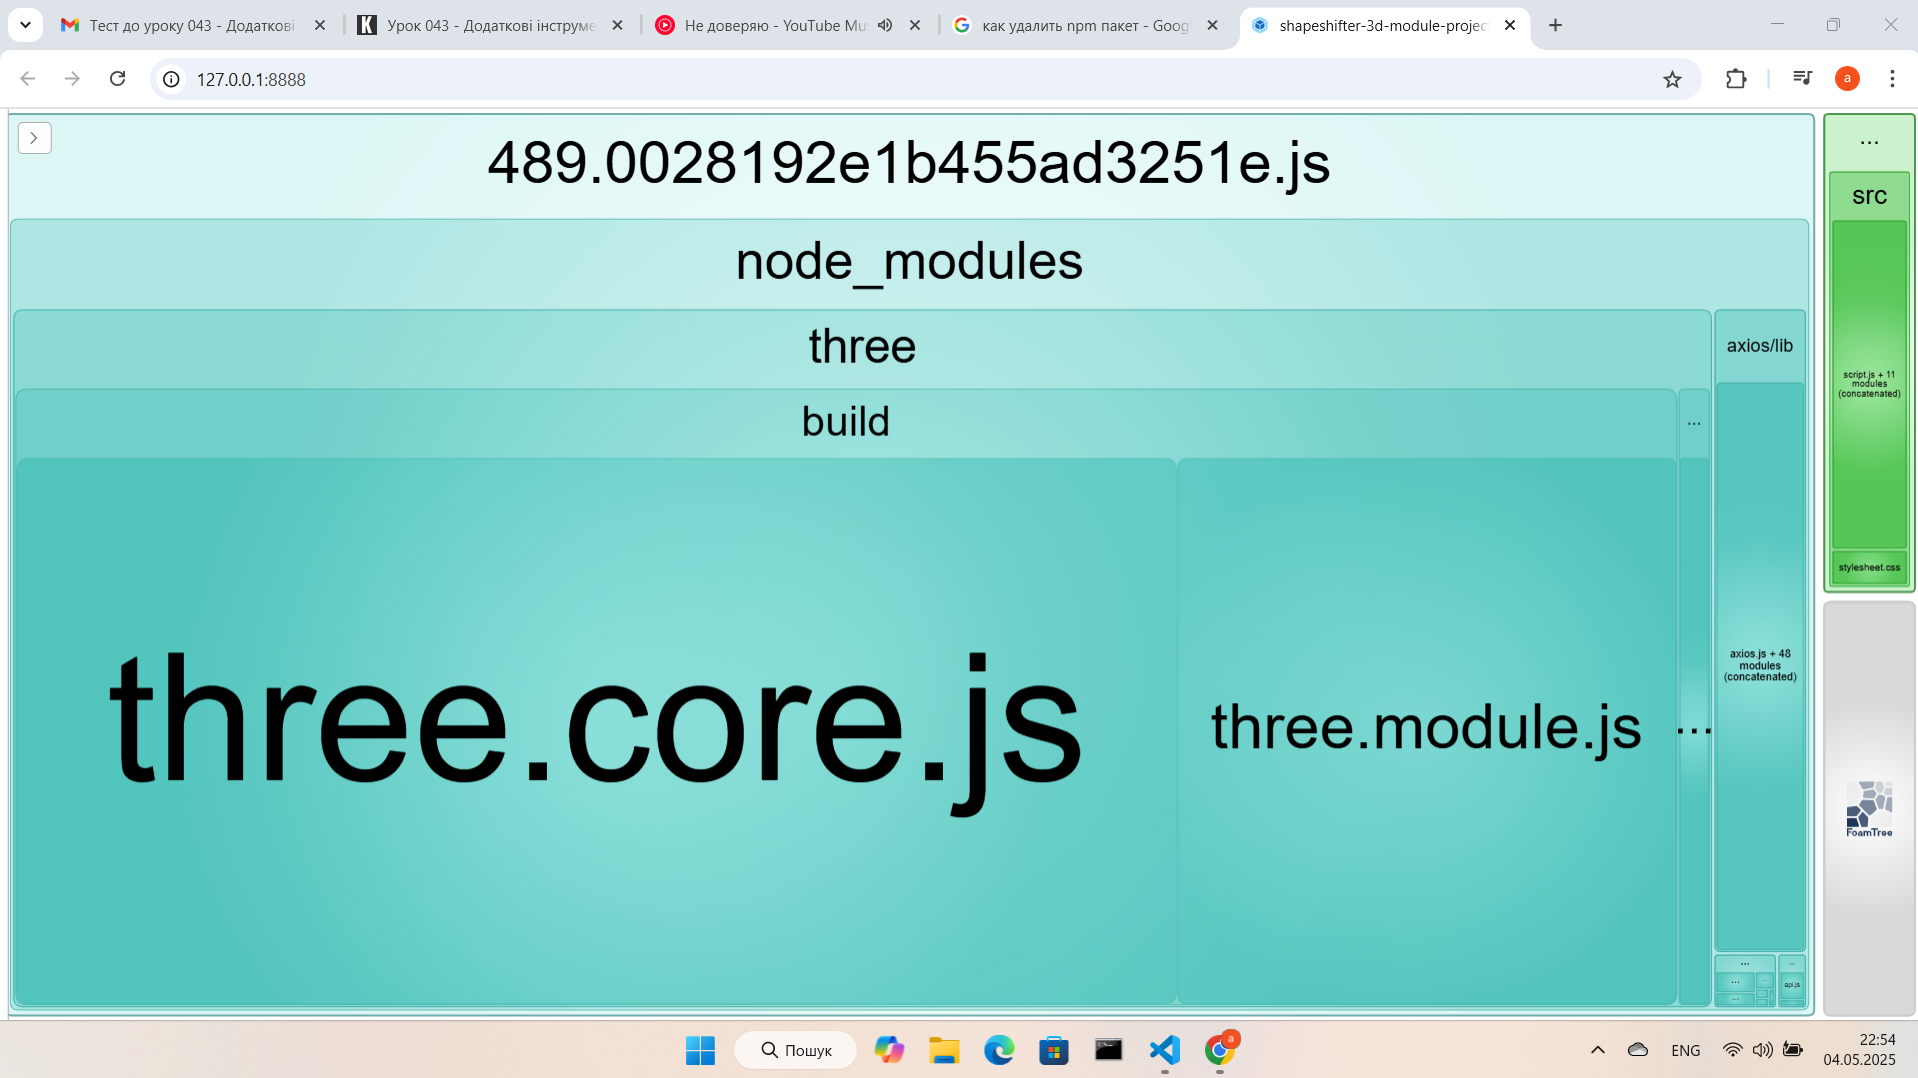 Тест до уроку 043 - Додаткові
Урок 043 - Додаткові інструме
Не доверяю - YouTube Mu
как удалить npm пакет - Goog
shapeshifter-3d-module-projec
127.0.0.1:8888
a
489.0028192e1b455ad3251e.js
node_modules
three
build
three.core.js
three.module.js
...
...
axios/lib
axios.js + 48
modules
(concatenated)
...
...
...
...
api.js
...
src
script.js + 11
modules
(concatenated)
stylesheet.css
FoamTree
Пошук
a
ENG
22:54
04.05.2025